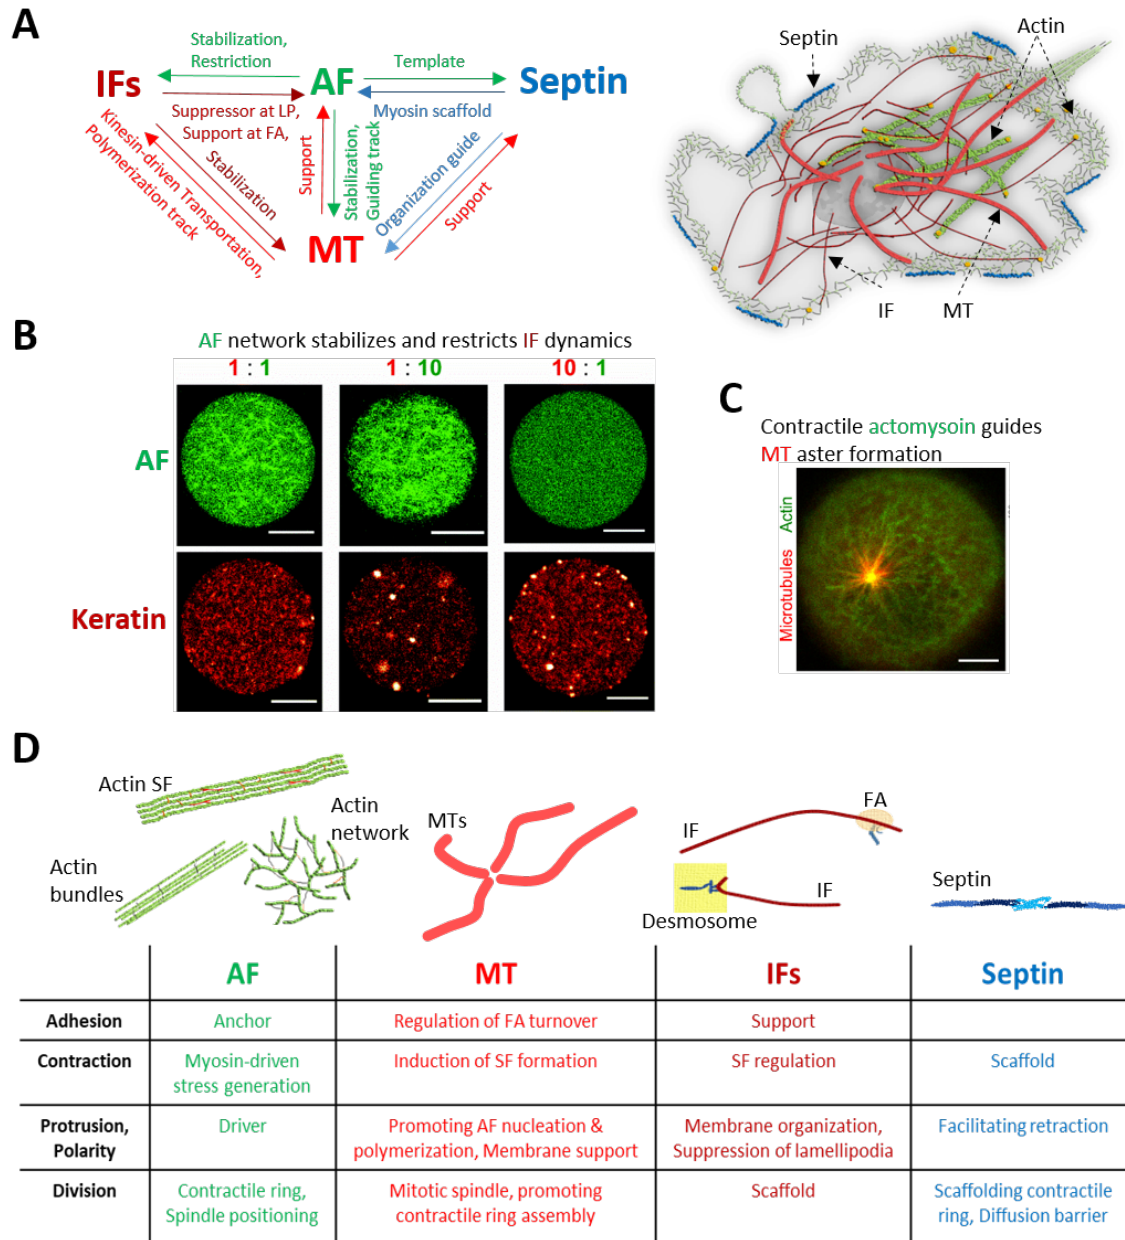 A
Stabilization,
Restriction
IFs
AF
Template
Septin
Suppressor at LP,
Support at FA,
Myosin scaffold
Kinesin-driven Transportation,
Polymerization track
Stabilization
Support
Stabilization,
Guiding track
Organization guide
Support
MT
Septin
Actin
IF
MT
B
AF network stabilizes and restricts IF dynamics
1 : 1
1 : 10
10 : 1
AF
Keratin
C
Contractile actomysoin guides
MT aster formation
Microtubules Actin
D
Actin SF
Actin
network
Actin
bundles
MTs
IF
FA
IF
Desmosome
Septin
AF MT IFs Septin
Adhesion Anchor Regulation of FA turnover Support
Contraction Myosin-driven Induction of SF formation SF regulation Scaffold
stress generation
Protrusion, Driver Promoting AF nucleation & Membrane organization, Facilitating retraction
Polarity polymerization, Membrane support Suppression of lamellipodia
Division Contractile ring, Mitotic spindle, promoting Scaffold Scaffolding contractile
Spindle positioning contractile ring assembly ring, Diffusion barrier